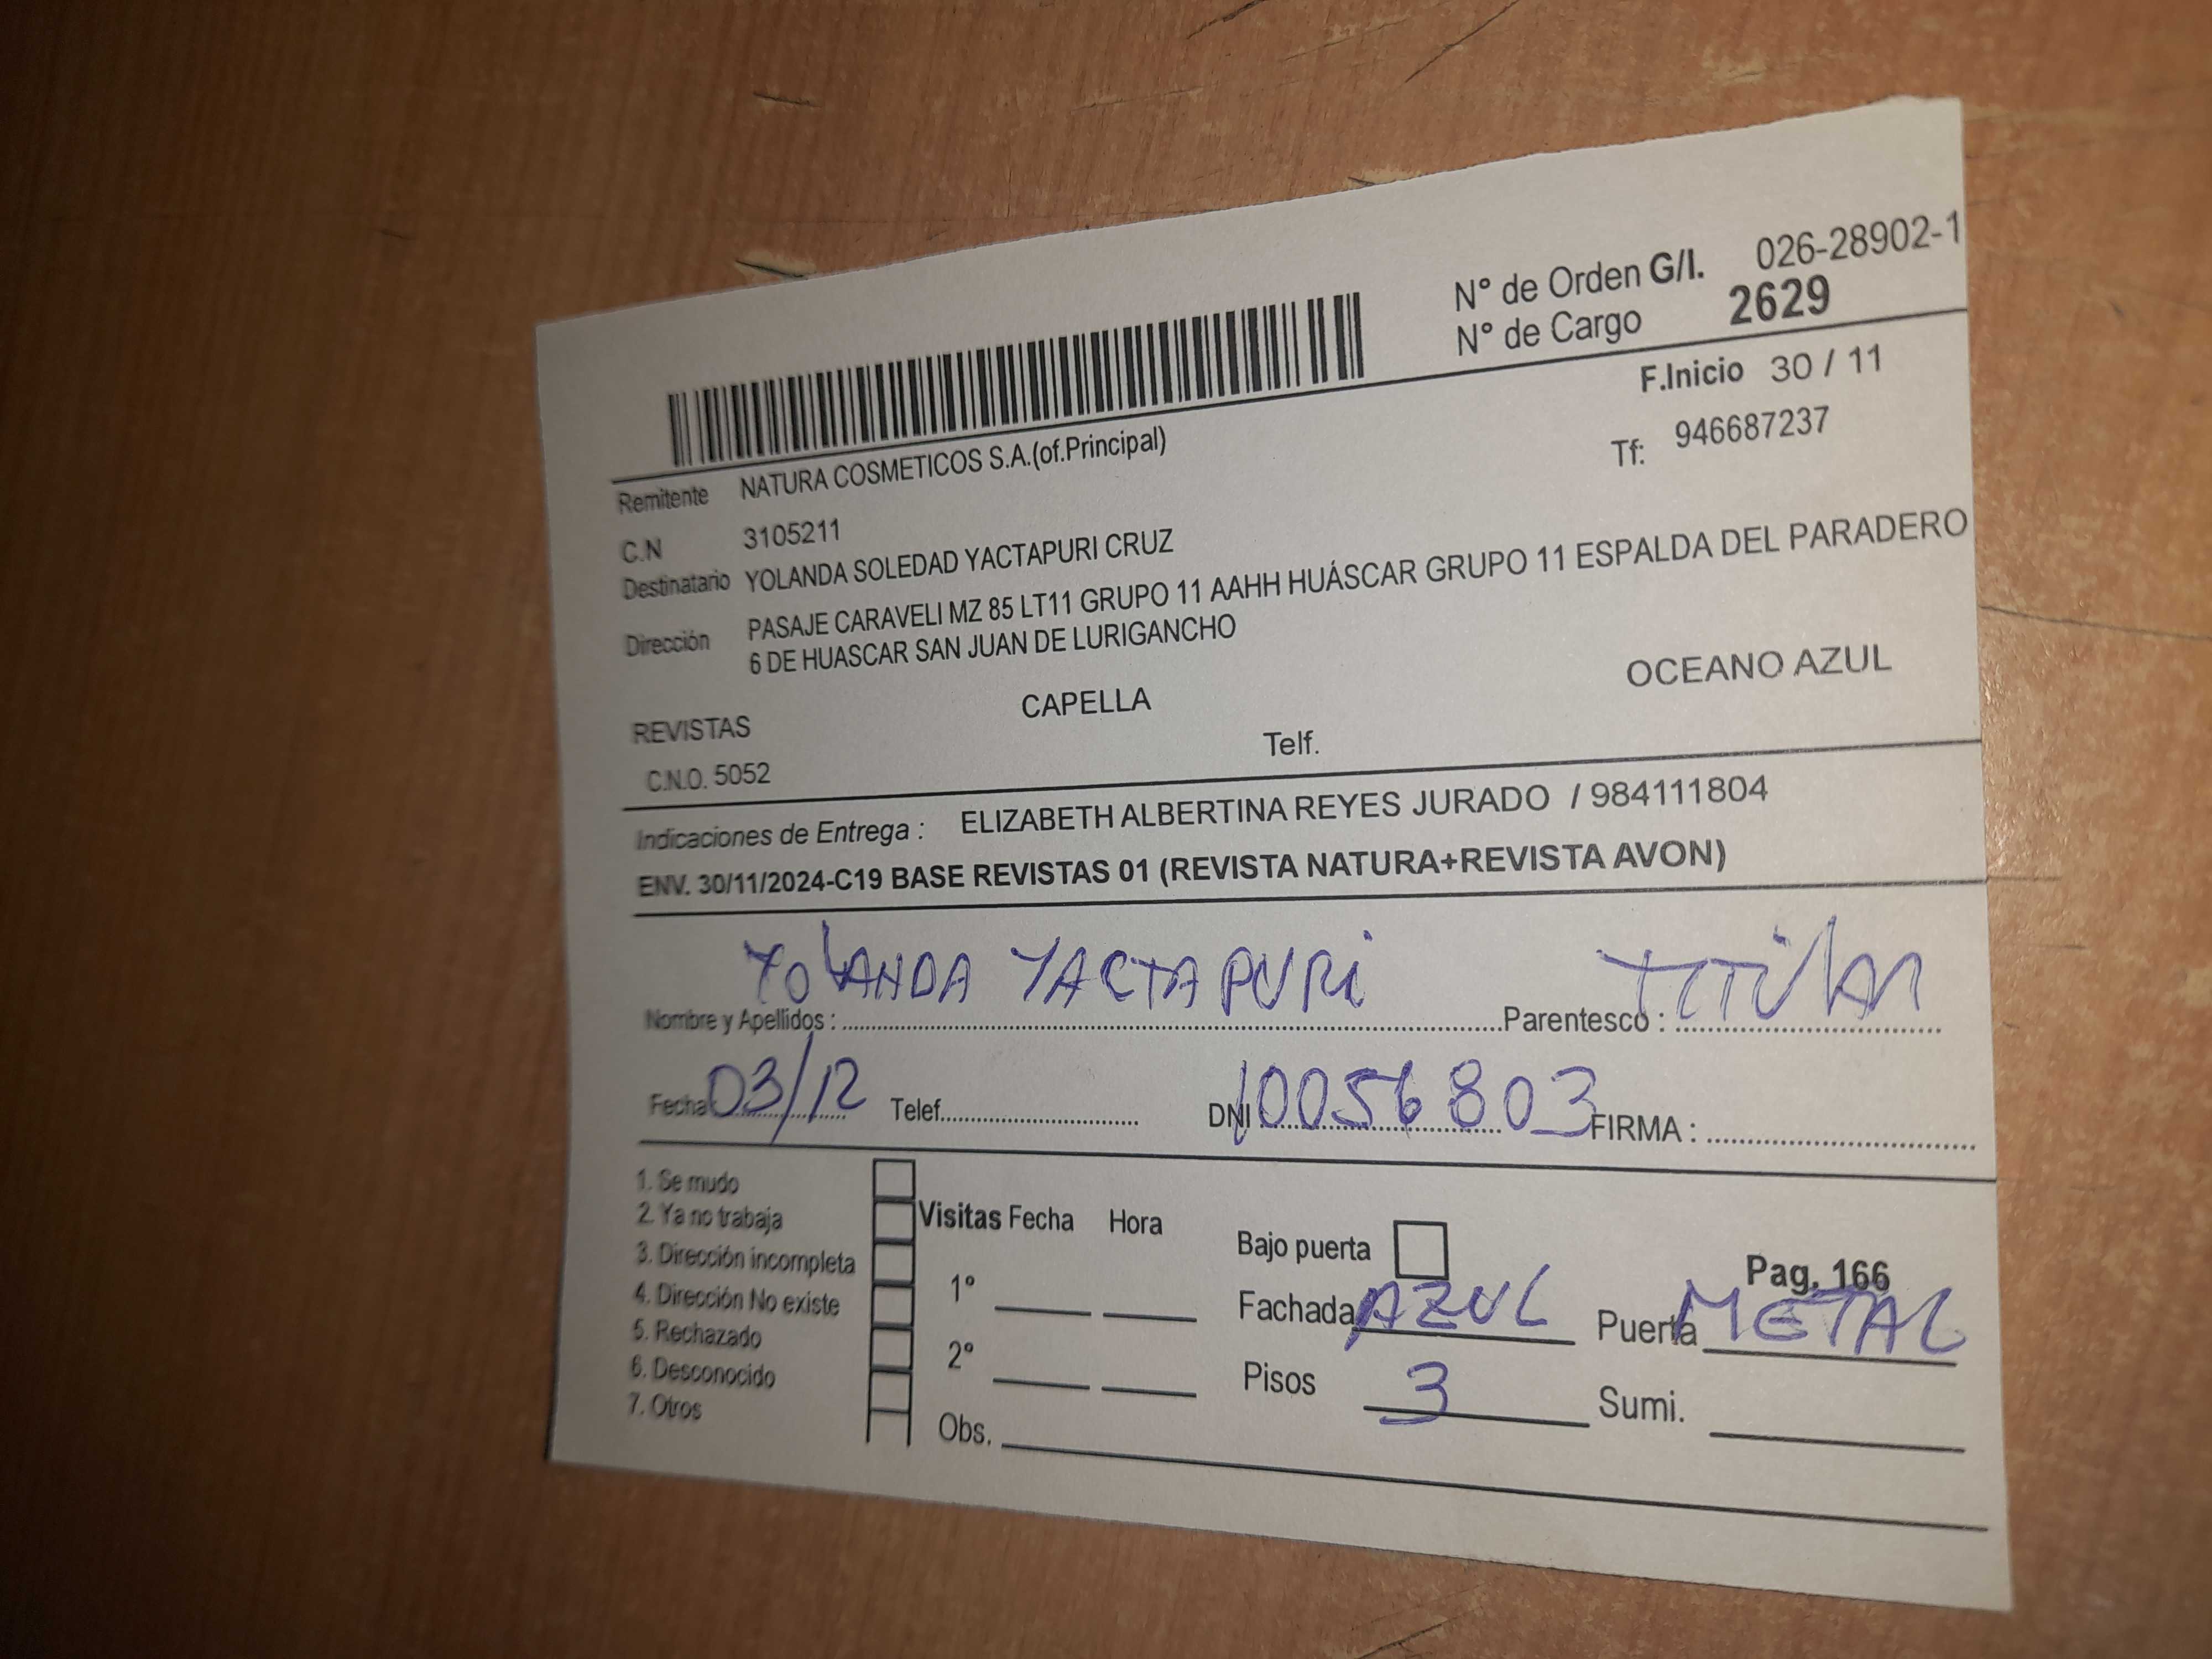 N° de Orden G/I. 026-28902-1
N° de Cargo 2629
F.Inicio 30 / 11
Remitente NATURA COSMETICOS S.A.(of.Principal)
Tf: 946687237
C.N 3105211
Destinatario YOLANDA SOLEDAD YACTAPURI CRUZ
Dirección PASAJE CARAVELI MZ 85 LT11 GRUPO 11 AAHH HUÁSCAR GRUPO 11 ESPALDA DEL PARADERO
6 DE HUASCAR SAN JUAN DE LURIGANCHO
REVISTAS CAPELLA OCEANO AZUL
C.N.O. 5052 Telf.
Indicaciones de Entrega : ELIZABETH ALBERTINA REYES JURADO / 984111804
ENV. 30/11/2024-C19 BASE REVISTAS 01 (REVISTA NATURA+REVISTA AVON)
Nombre y Apellidos : YOLANDA YACTAPURi Parentesco : TiTULAR
Fecha 03/12 Telef. DNI 10056803 FIRMA :
1. Se mudo
2. Ya no trabaja
3. Dirección incompleta
4. Dirección No existe
5. Rechazado
6. Desconocido
7. Otros
Visitas Fecha Hora
1°
2°
Obs.
Bajo puerta Pag. 166
Fachada AZUL Puerta METAL
Pisos 3 Sumi.